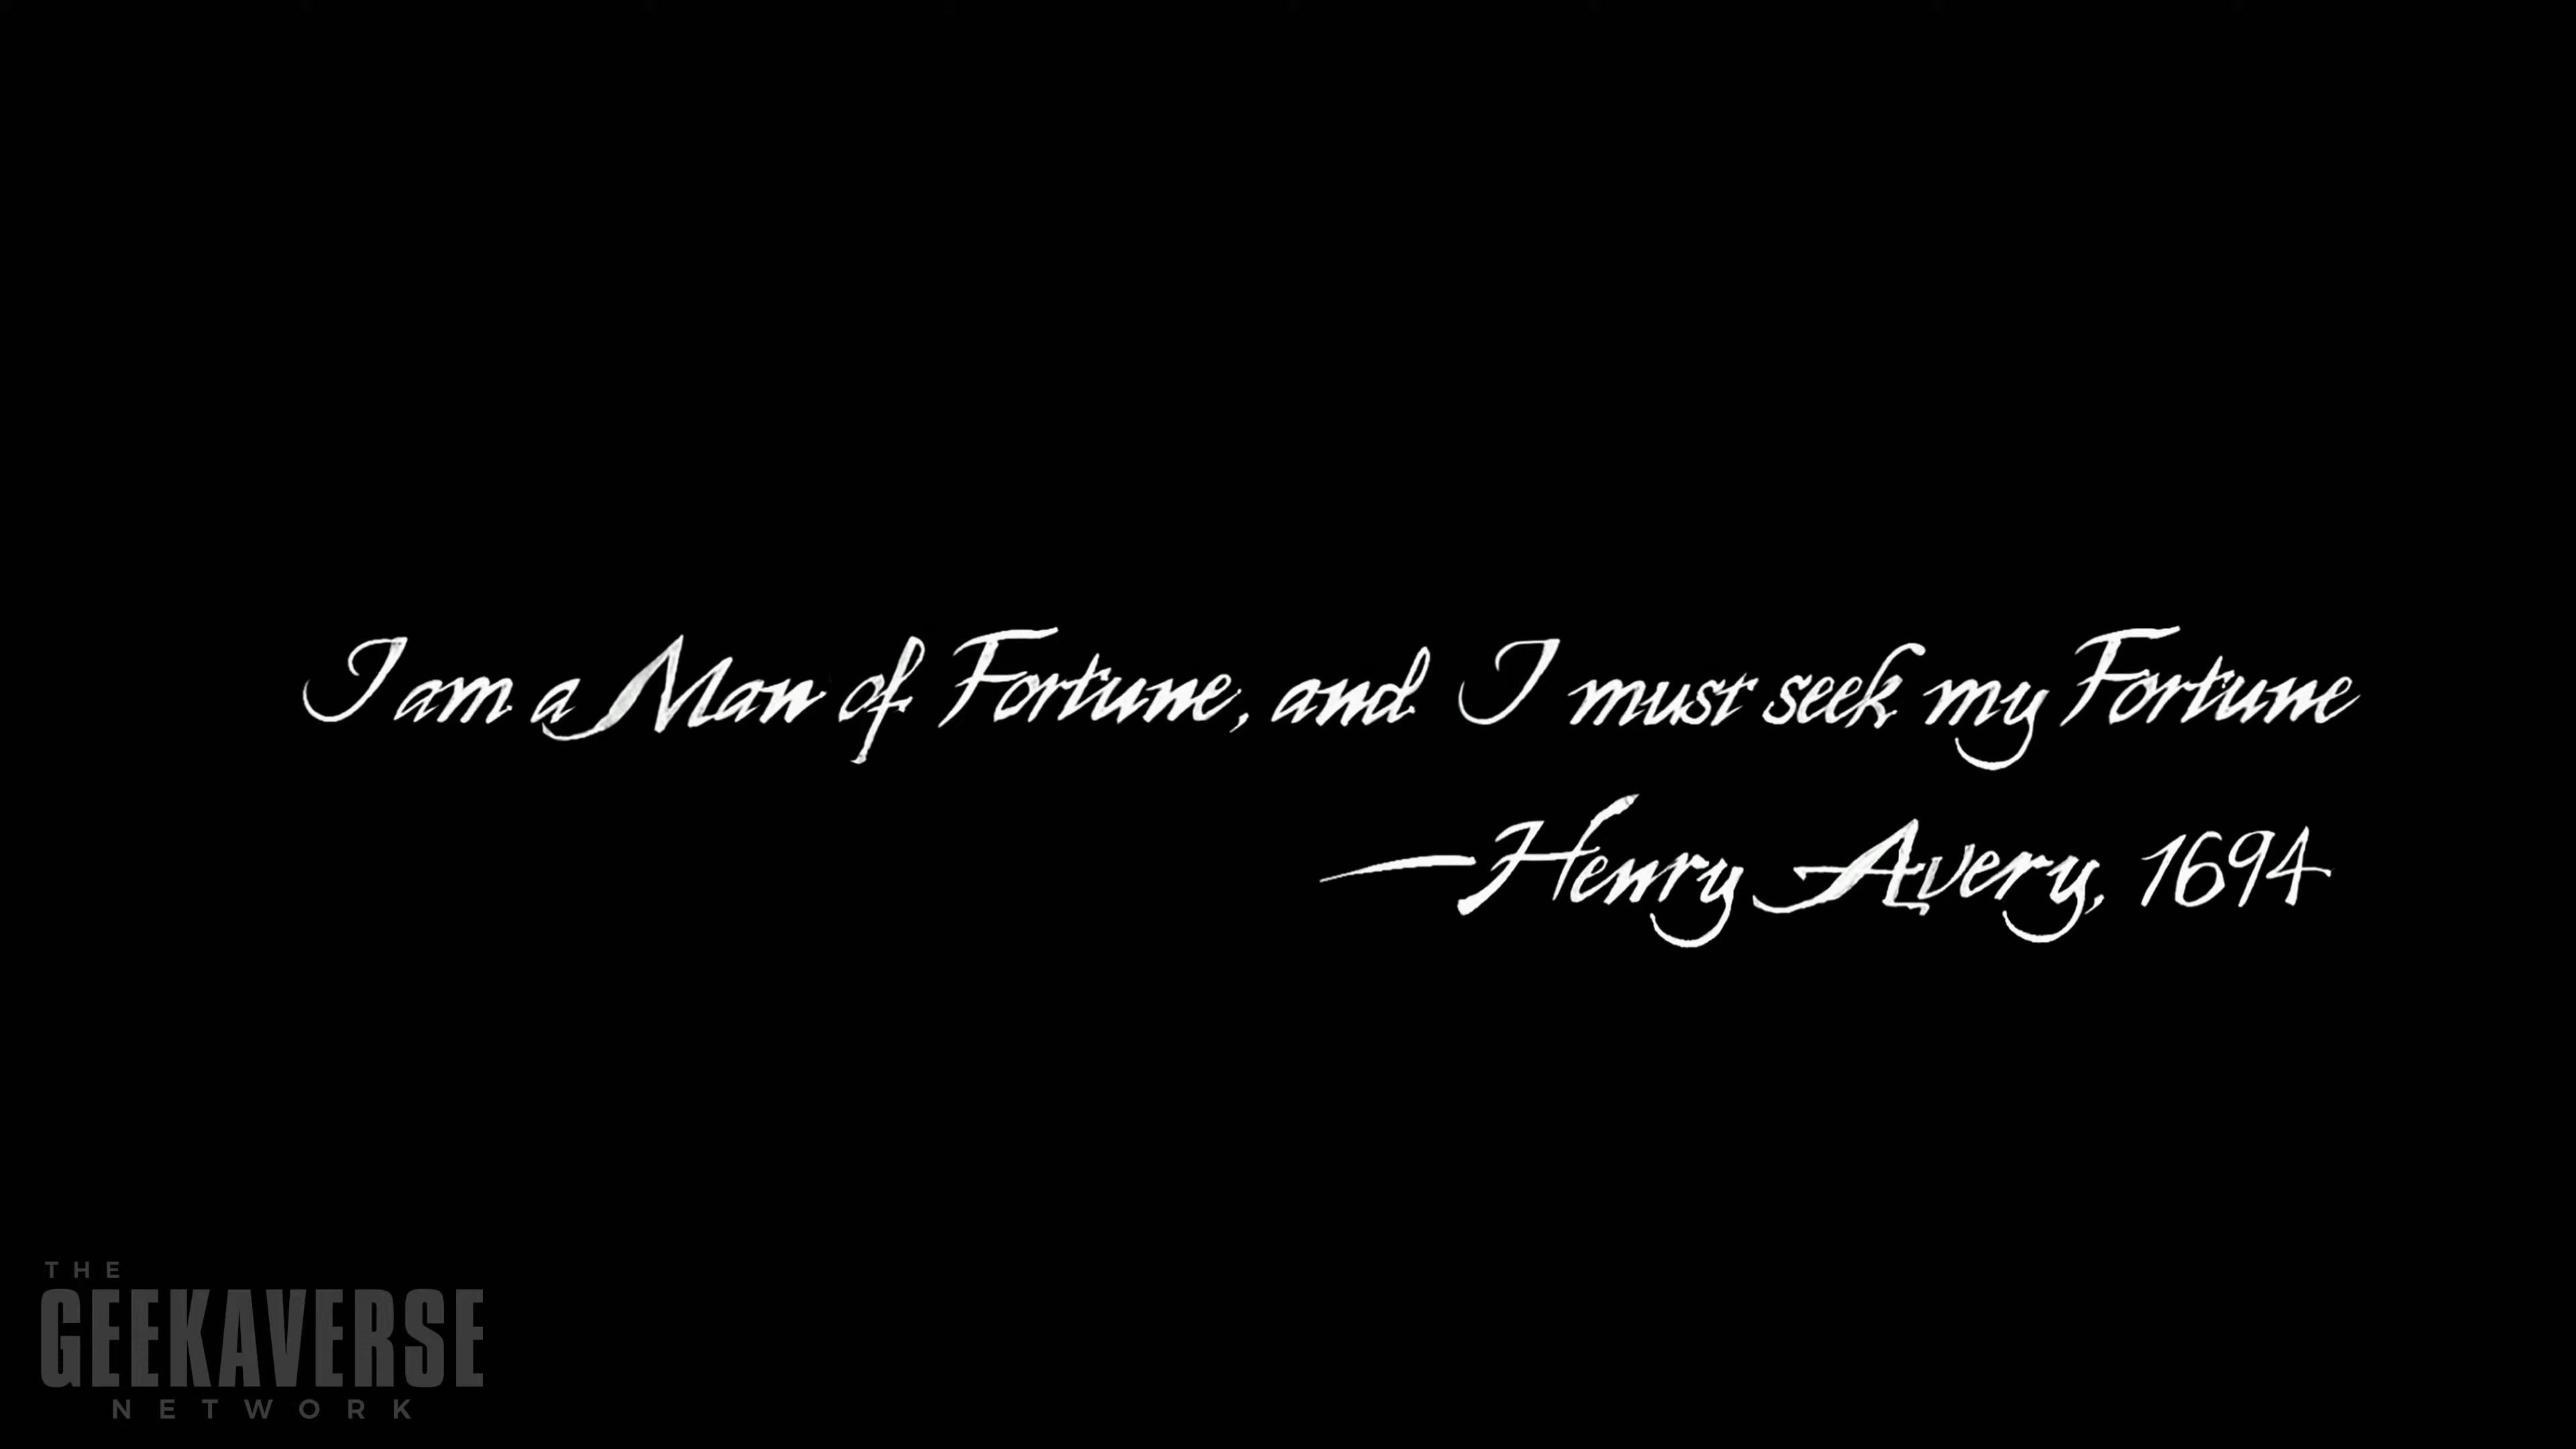 I am a Man of Fortune, and I must seek my Fortune
—Henry Avery, 1694
THE
GEEKAVERSE
NETWORK